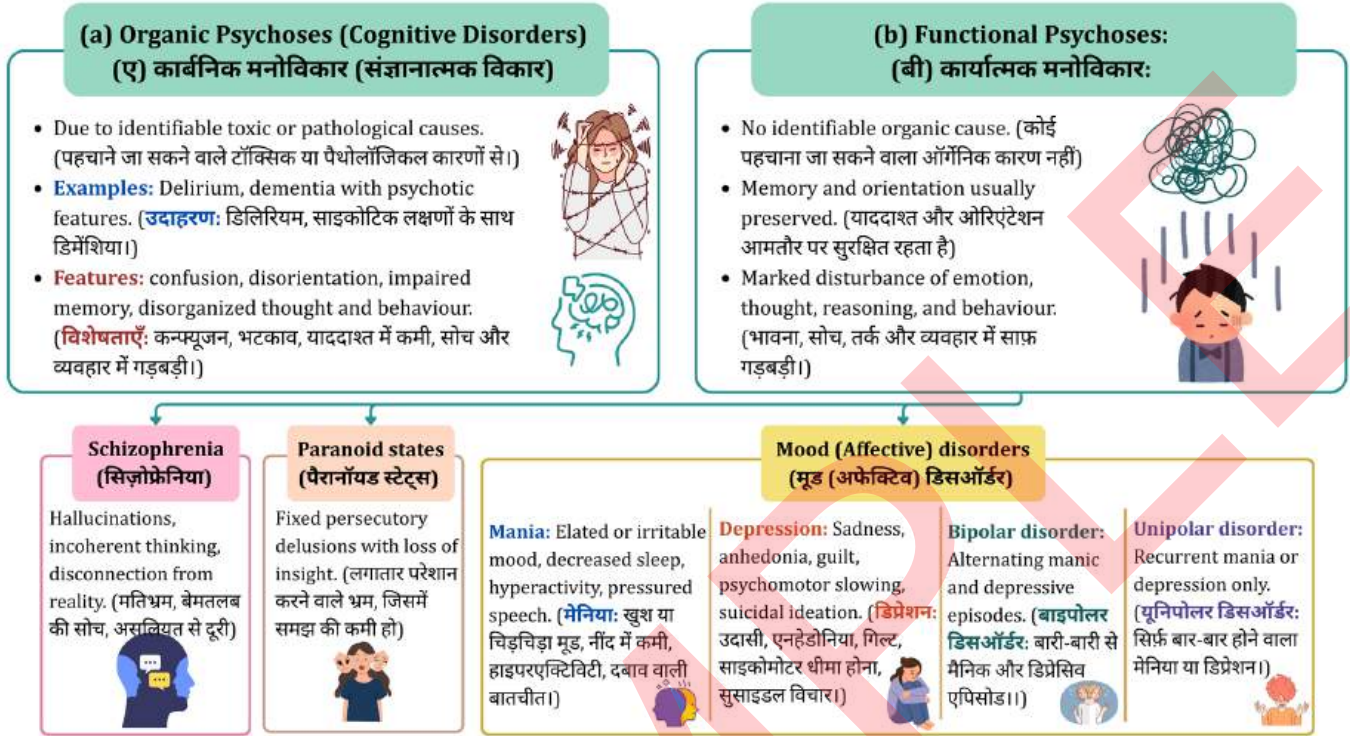 (a) Organic Psychoses (Cognitive Disorders)
(ए) कार्बनिक मनोविकार (संज्ञानात्मक विकार)
• Due to identifiable toxic or pathological causes.
(पहचाने जा सकने वाले टॉक्सिक या पैथोलॉजिकल कारणों से।)
• Examples: Delirium, dementia with psychotic
features. (उदाहरण: डिलिरियम, साइकोटिक लक्षणों के साथ
डिमेंशिया।)
• Features: confusion, disorientation, impaired
memory, disorganized thought and behaviour.
(विशेषताएँ: कन्फ्यूजन, भटकाव, याददाश्त में कमी, सोच और
व्यवहार में गड़बड़ी।)
(b) Functional Psychoses:
(बी) कार्यात्मक मनोविकार:
• No identifiable organic cause. (कोई
पहचाना जा सकने वाला ऑर्गेनिक कारण नहीं)
• Memory and orientation usually
preserved. (याददाश्त और ओरिएंटेशन
आमतौर पर सुरक्षित रहता है)
• Marked disturbance of emotion,
thought, reasoning, and behaviour.
(भावना, सोच, तर्क और व्यवहार में साफ़
गड़बड़ी।)
Schizophrenia
(सिज़ोफ्रेनिया)
Hallucinations,
incoherent thinking,
disconnection from
reality. (मतिभ्रम, बेमतलब
की सोच, असलियत से दूरी)
Paranoid states
(पैरानॉयड स्टेट्स)
Fixed persecutory
delusions with loss of
insight. (लगातार परेशान
करने वाले भ्रम, जिसमें
समझ की कमी हो)
Mood (Affective) disorders
(मूड (अफेक्टिव) डिसऑर्डर)
Mania: Elated or irritable
mood, decreased sleep,
hyperactivity, pressured
speech. (मेनिया: खुश या
चिड़चिड़ा मूड, नींद में कमी,
हाइपरएक्टिविटी, दबाव वाली
बातचीत।)
Depression: Sadness,
anhedonia, guilt,
psychomotor slowing,
suicidal ideation. (डिप्रेशन:
उदासी, एनहेडोनिया, गिल्ट,
साइकोमोटर धीमा होना,
सुसाइडल विचार।)
Bipolar disorder:
Alternating manic
and depressive
episodes. (बाइपोलर
डिसऑर्डर: बारी-बारी से
मैनिक और डिप्रेसिव
एपिसोड।।)
Unipolar disorder:
Recurrent mania or
depression only.
(यूनिपोलर डिसऑर्डर:
सिर्फ़ बार-बार होने वाला
मेनिया या डिप्रेशन।)